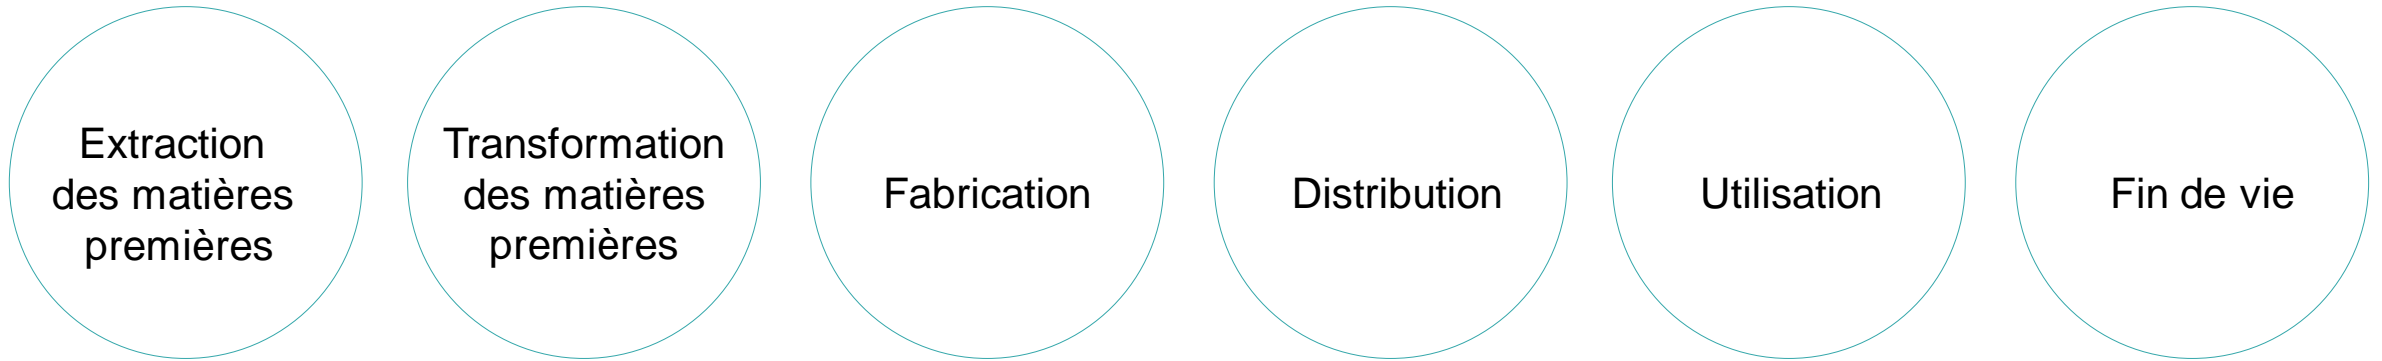 Extraction
des matières
premières
Transformation
des matières
premières
Fabrication
Distribution
Utilisation
Fin de vie